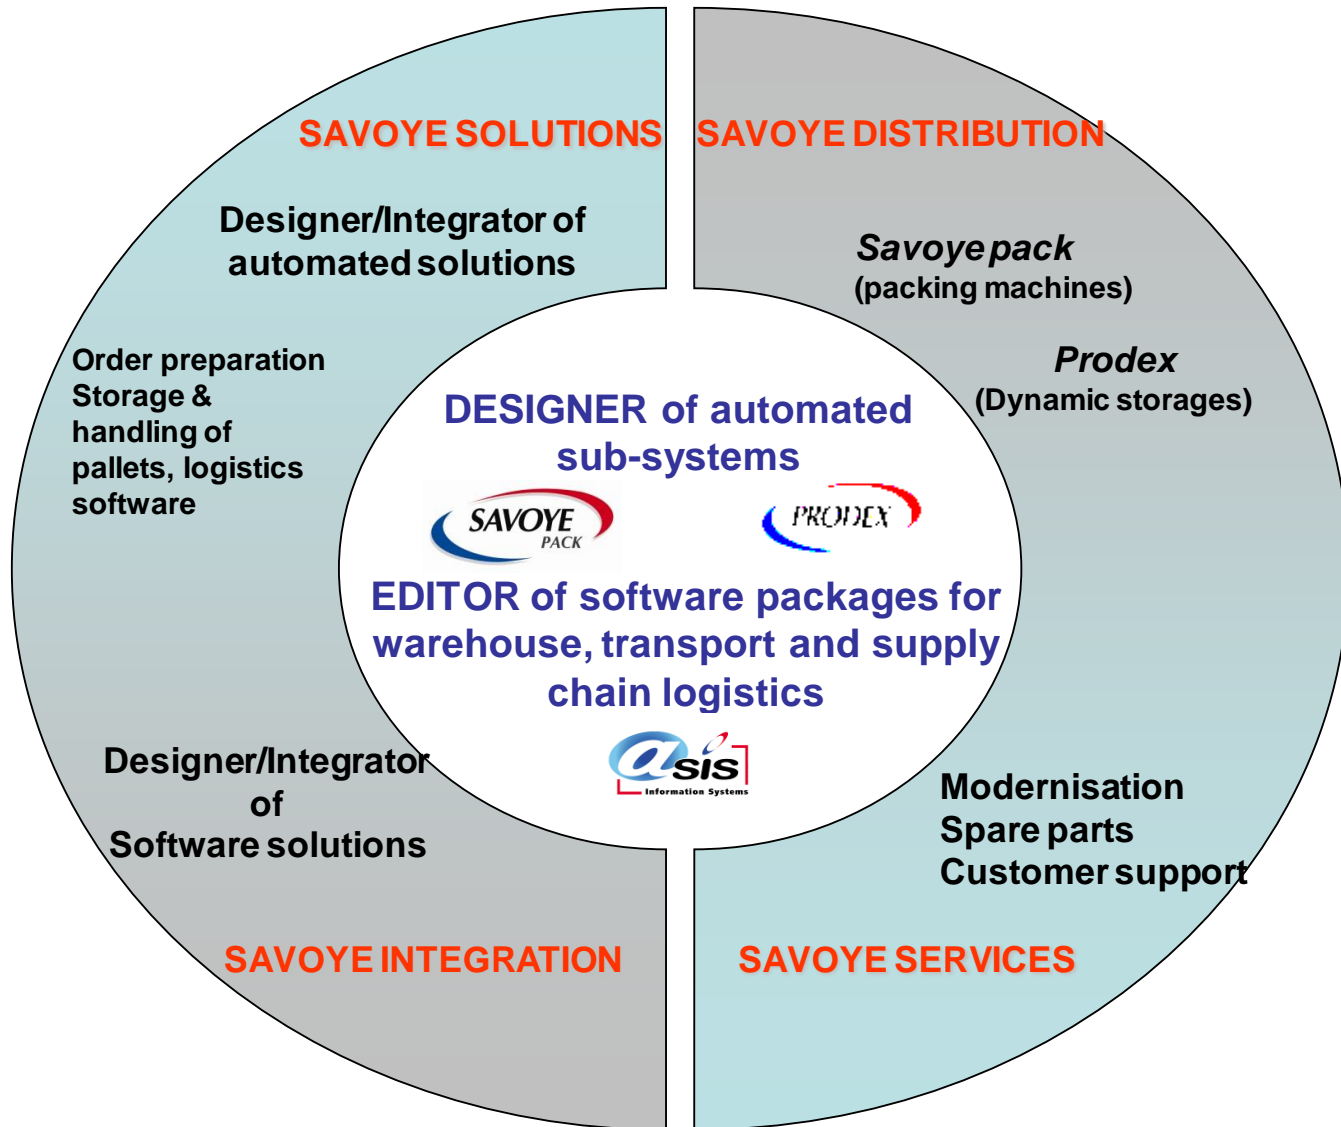 SAVOYE SOLUTIONS
SAVOYE DISTRIBUTION
Designer/Integrator of
automated solutions
Savoye pack
(packing machines)
Order preparation
Storage &
handling of
pallets, logistics
software
Prodex
(Dynamic storages)
DESIGNER of automated
sub-systems
SAVOYE
PACK
PRODEX
EDITOR of software packages for
warehouse, transport and supply
chain logistics
@sis
Information Systems
Designer/Integrator
of
Software solutions
Modernisation
Spare parts
Customer support
SAVOYE INTEGRATION
SAVOYE SERVICES